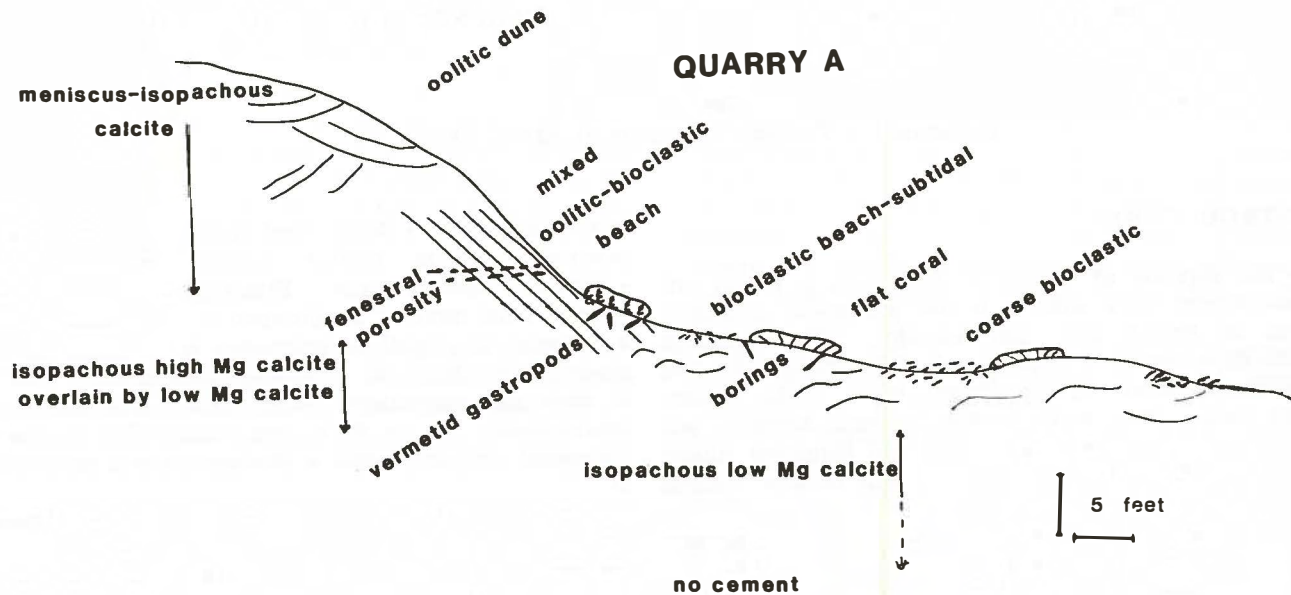 QUARRY A
oolitic dune
meniscus-isopachous
calcite
mixed
oolitic-bioclastic
beach
bioclastic beach-subtidal
flat coral
coarse bioclastic
fenestral
porosity
isopachous high Mg calcite
overlain by low Mg calcite
vermetid gastropods
borings
isopachous low Mg calcite
5 feet
no cement